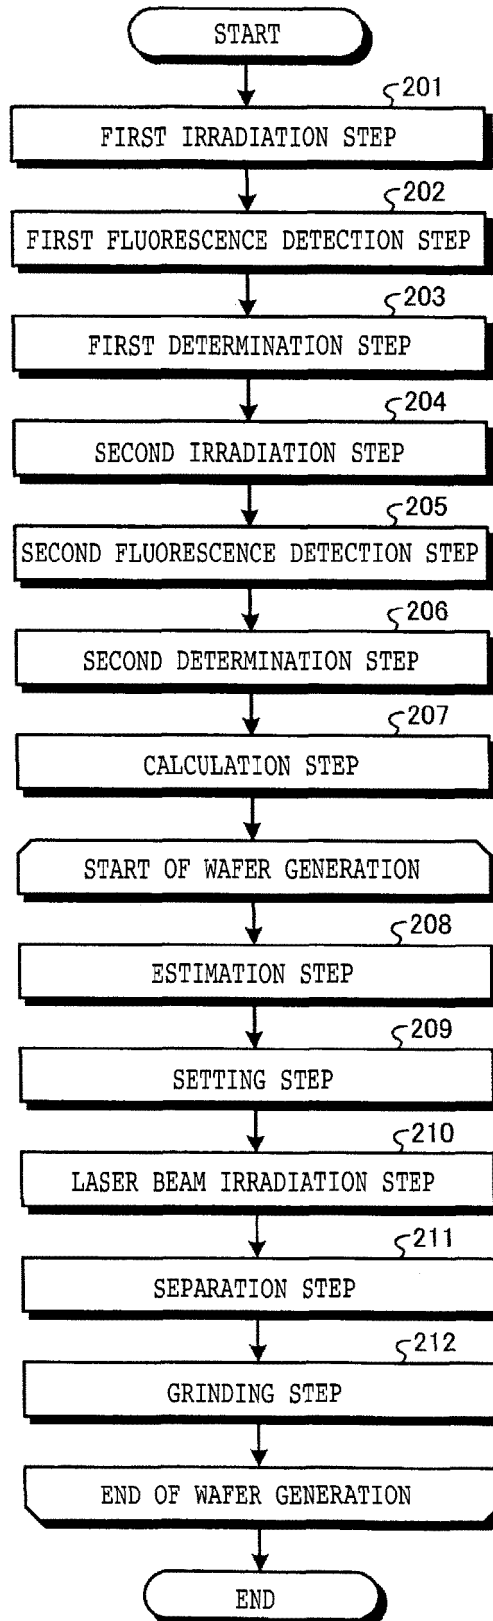 START
201
FIRST IRRADIATION STEP
202
FIRST FLUORESCENCE DETECTION STEP
203
FIRST DETERMINATION STEP
204
SECOND IRRADIATION STEP
205
SECOND FLUORESCENCE DETECTION STEP
206
SECOND DETERMINATION STEP
207
CALCULATION STEP
START OF WAFER GENERATION
208
ESTIMATION STEP
209
SETTING STEP
210
LASER BEAM IRRADIATION STEP
211
SEPARATION STEP
212
GRINDING STEP
END OF WAFER GENERATION
END